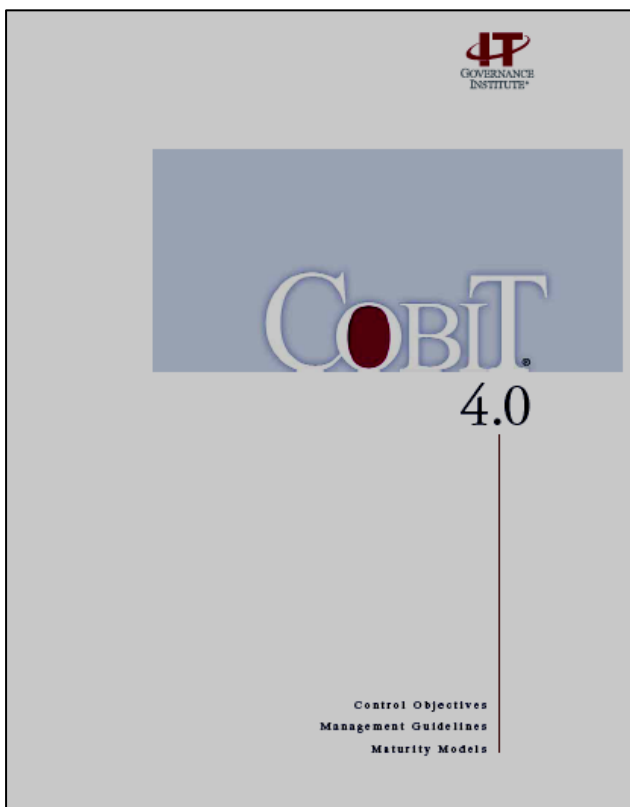 IT
GOVERNANCE
INSTITUTE®
COBIT®
4.0
Control Objectives
Management Guidelines
Maturity Models